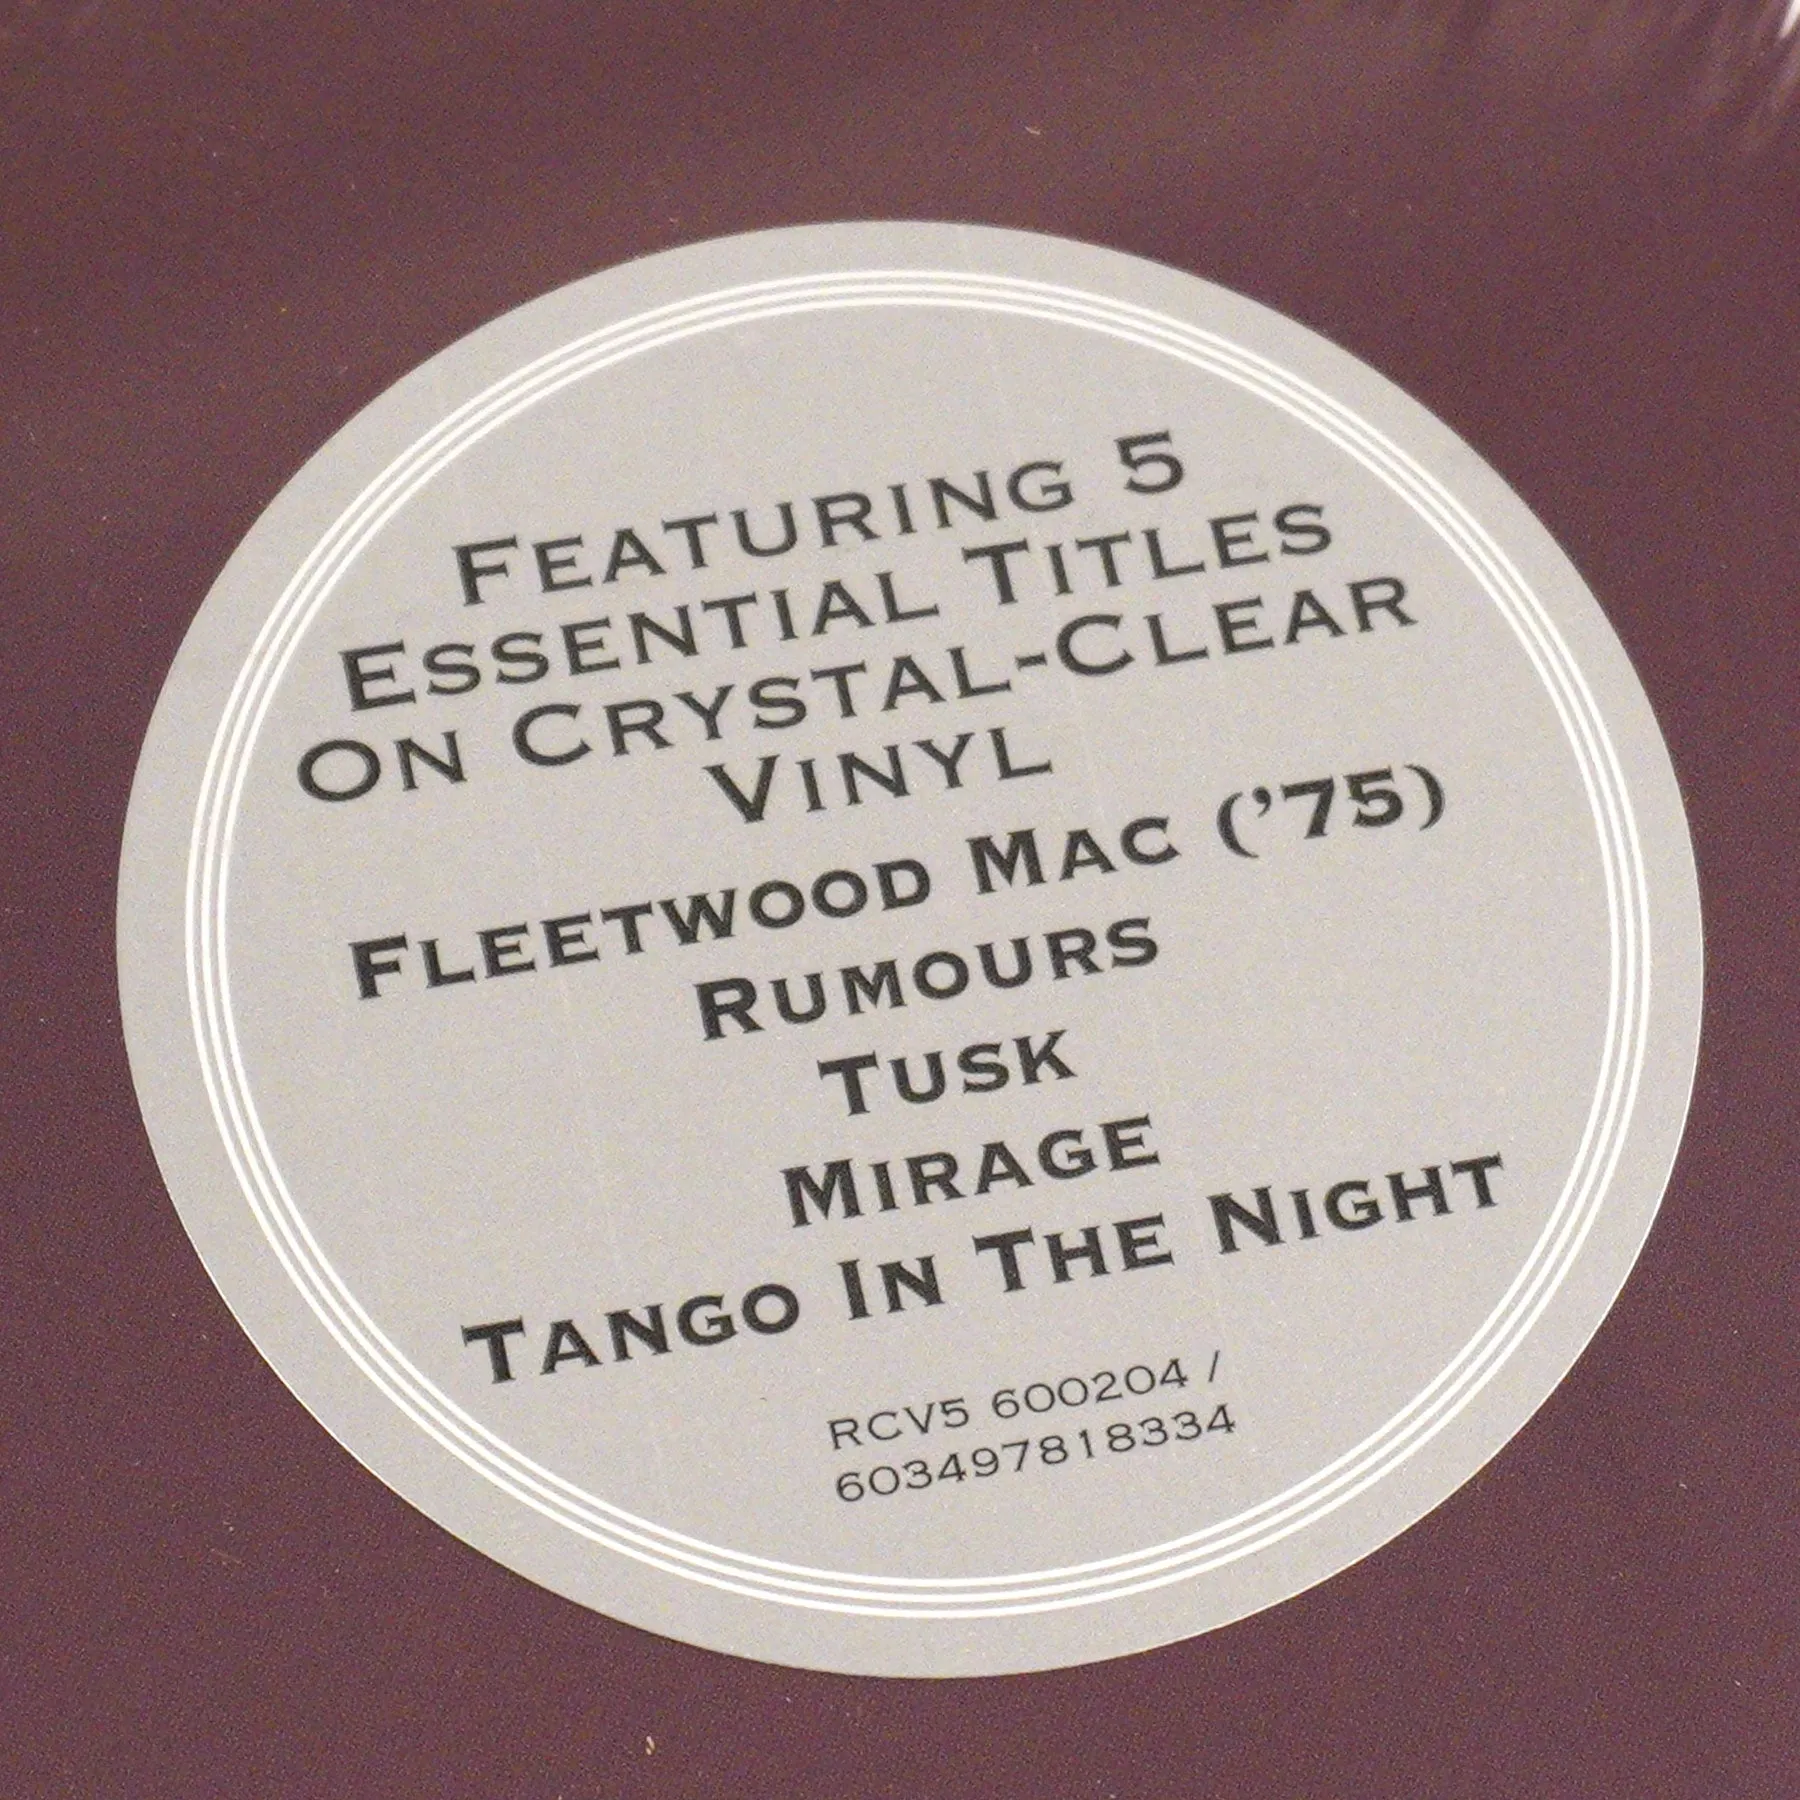 FEATURING 5
ESSENTIAL TITLES
ON CRYSTAL-CLEAR
VINYL
FLEETWOOD MAC ('75)
RUMOURS
TUSK
MIRAGE
TANGO IN THE NIGHT
RCV5 600204 /
603497818334